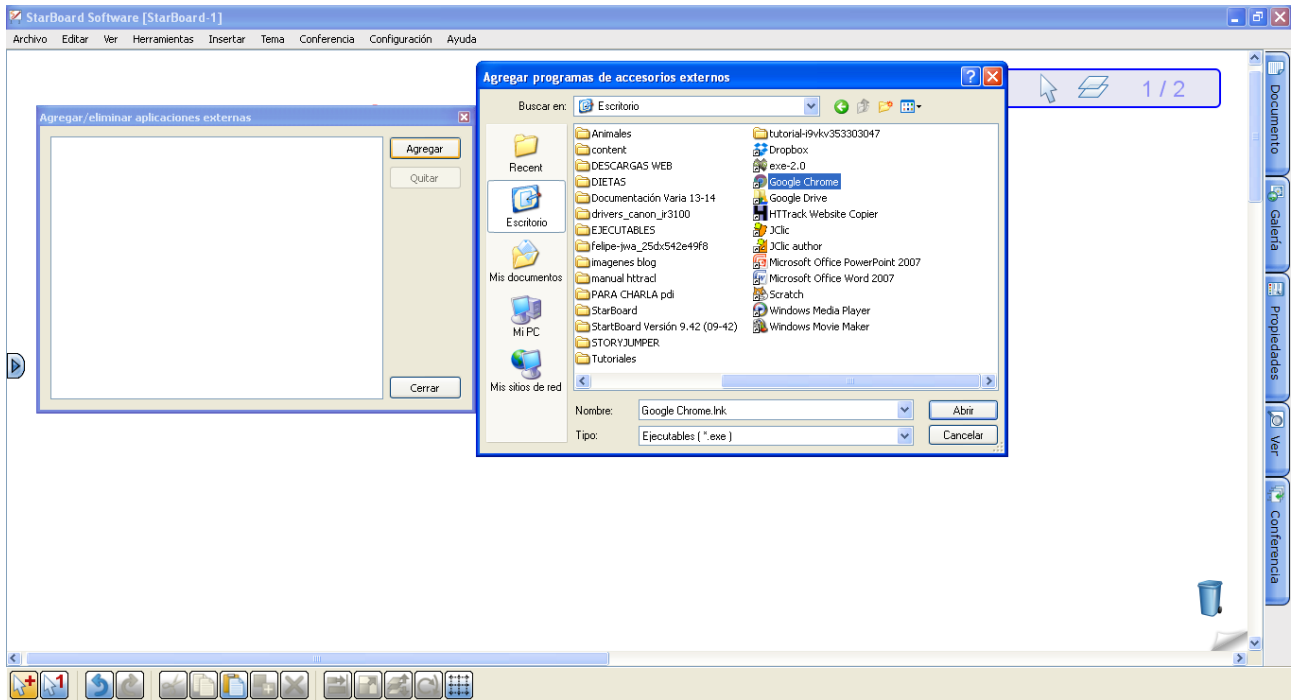 StarBoard Software [StarBoard-1]
Archivo Editar Ver Herramientas Insertar Tema Conferencia Configuración Ayuda
Agregar/eliminar aplicaciones externas
Agregar
Quitar
Cerrar
Agregar programas de accesorios externos
Buscar en: Escritorio
Recent
Escritorio
Mis documentos
Mi PC
Mis sitios de red
Animales
content
DESCARGAS WEB
DIETAS
Documentación Varia 13-14
drivers_canon_ir3100
EJECUTABLES
felipe-jwa_25dx542e49f8
imagenes blog
manual httracl
PARA CHARLA pdi
StarBoard
StartBoard Versión 9.42 (09-42)
STORYJUMPER
Tutoriales
tutorial-i9vkv353303047
Dropbox
exe-2.0
Google Chrome
Google Drive
HTTrack Website Copier
JClic
JClic author
Microsoft Office PowerPoint 2007
Microsoft Office Word 2007
Scratch
Windows Media Player
Windows Movie Maker
Nombre: Google Chrome.lnk
Abrir
Tipo: Ejecutables ( *.exe )
Cancelar
1 / 2
Documento
Galería
Propiedades
Ver
Conferencia
1